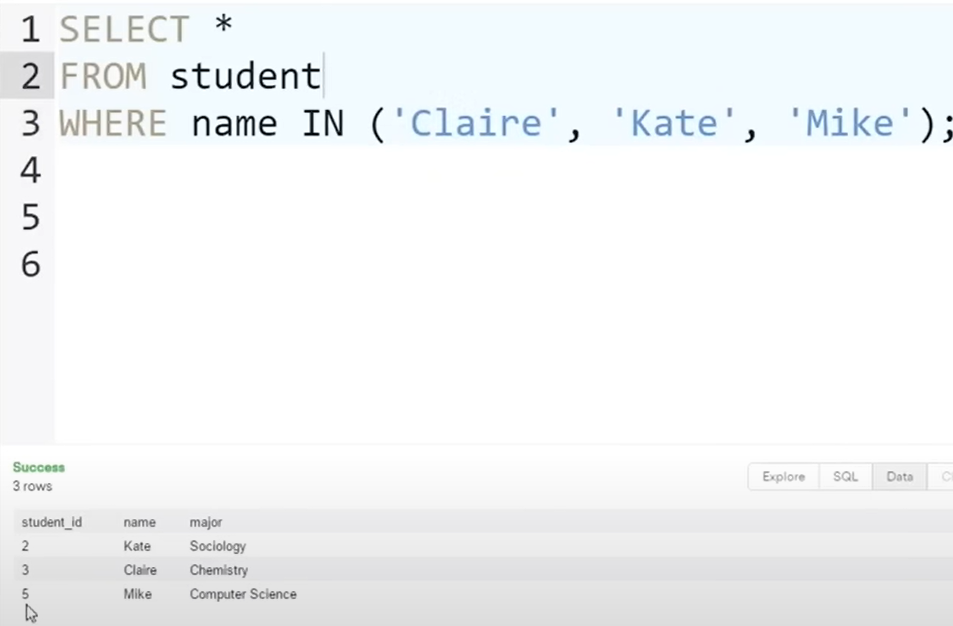 1 SELECT *
2 FROM student
3 WHERE name IN ('Claire', 'Kate', 'Mike');
4
5
6
Success
3 rows
Explore SQL Data
student_id name major
2 Kate Sociology
3 Claire Chemistry
5 Mike Computer Science